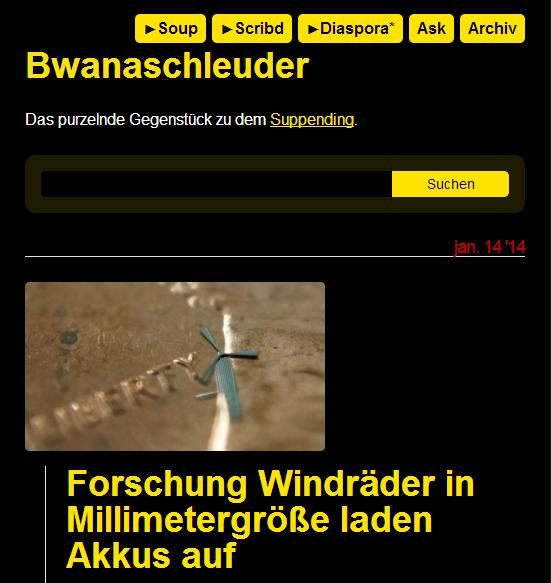 ►Soup ►Scribd ►Diaspora* Ask Archiv
Bwanaschleuder
Das purzelnde Gegenstück zu dem Suppending.
Suchen
jan. 14 '14
LIBERTY
Forschung Windräder in
Millimetergröße laden
Akkus auf